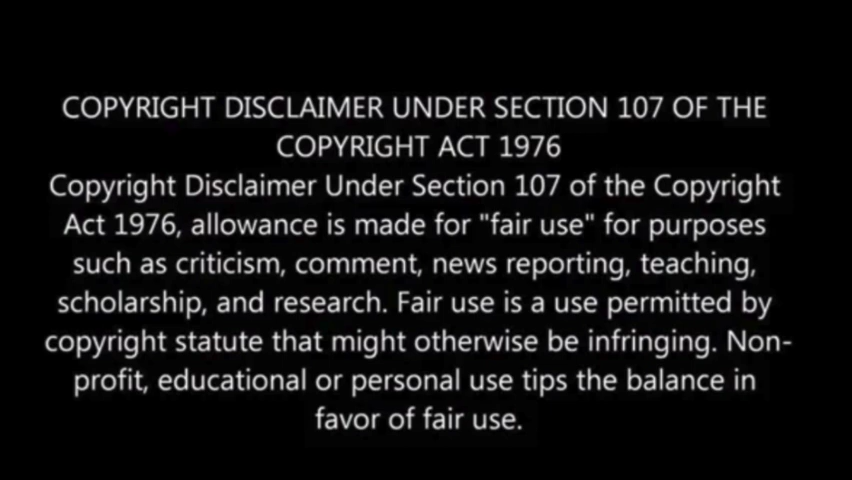 COPYRIGHT DISCLAIMER UNDER SECTION 107 OF THE
COPYRIGHT ACT 1976
Copyright Disclaimer Under Section 107 of the Copyright
Act 1976, allowance is made for "fair use" for purposes
such as criticism, comment, news reporting, teaching,
scholarship, and research. Fair use is a use permitted by
copyright statute that might otherwise be infringing. Non-
profit, educational or personal use tips the balance in
favor of fair use.